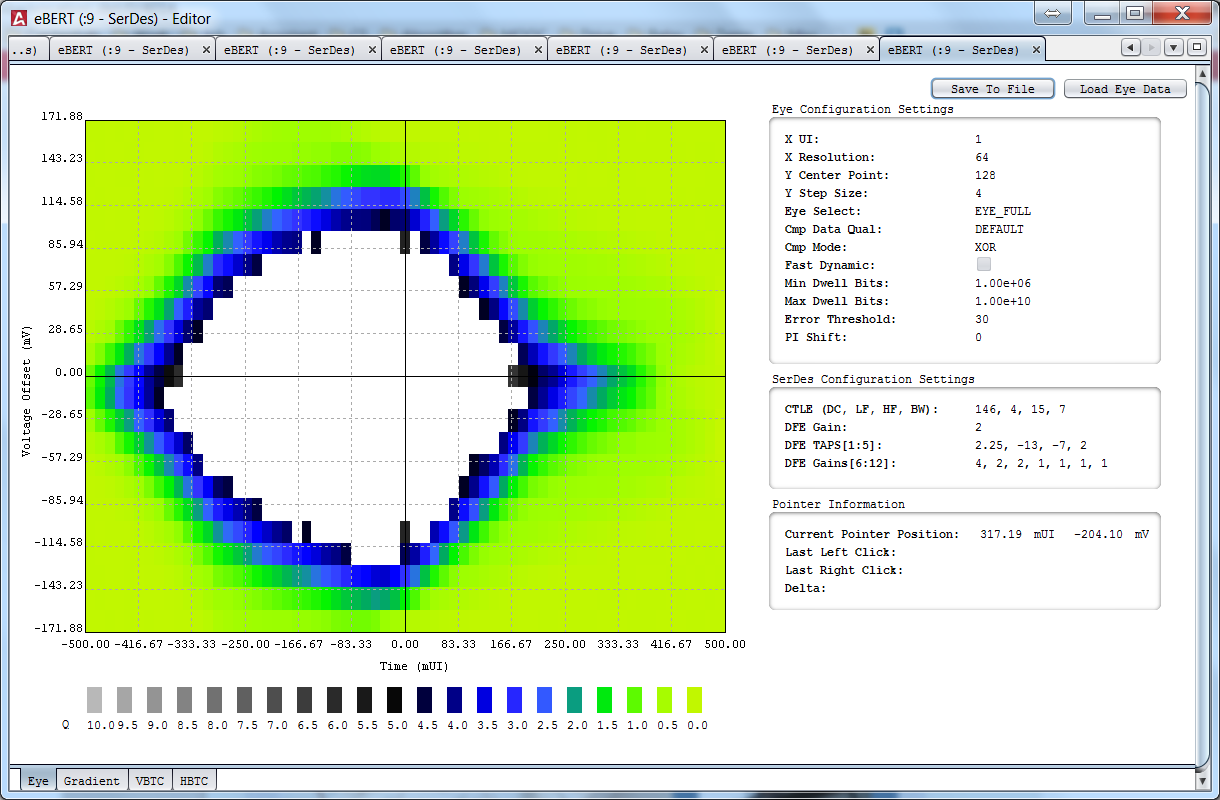 eBERT (:9 - SerDes) - Editor
..s) eBERT (:9 - SerDes) eBERT (:9 - SerDes) eBERT (:9 - SerDes) eBERT (:9 - SerDes) eBERT (:9 - SerDes) eBERT (:9 - SerDes)
Save To File Load Eye Data
Voltage Offset (mV)
171.88
143.23
114.58
85.94
57.29
28.65
0.00
-28.65
-57.29
-85.94
-114.58
-143.23
-171.88
-500.00 -416.67 -333.33 -250.00 -166.67 -83.33 0.00 83.33 166.67 250.00 333.33 416.67 500.00
Time (mUI)
Q 10.0 9.5 9.0 8.5 8.0 7.5 7.0 6.5 6.0 5.5 5.0 4.5 4.0 3.5 3.0 2.5 2.0 1.5 1.0 0.5 0.0
Eye Configuration Settings
X UI: 1
X Resolution: 64
Y Center Point: 128
Y Step Size: 4
Eye Select: EYE_FULL
Cmp Data Qual: DEFAULT
Cmp Mode: XOR
Fast Dynamic:
Min Dwell Bits: 1.00e+06
Max Dwell Bits: 1.00e+10
Error Threshold: 30
PI Shift: 0
SerDes Configuration Settings
CTLE (DC, LF, HF, BW): 146, 4, 15, 7
DFE Gain: 2
DFE TAPS[1:5]: 2.25, -13, -7, 2
DFE Gains[6:12]: 4, 2, 2, 1, 1, 1, 1
Pointer Information
Current Pointer Position: 317.19 mUI -204.10 mV
Last Left Click:
Last Right Click:
Delta:
Eye Gradient VBTC HBTC